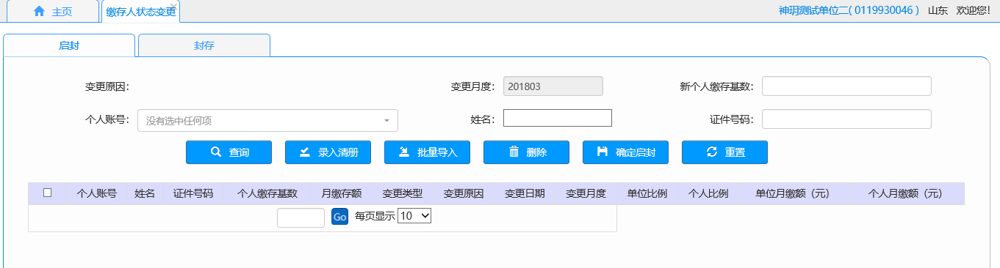 主页 缴存人状态变更 神玥测试单位二( 0119930046 ) 山东 欢迎您!
启封 封存
变更原因: 变更月度: 201803 新个人缴存基数:
个人账号: 没有选中任何项 姓名: 证件号码:
查询 录入清册 批量导入 删除 确定启封 重置
个人账号 姓名 证件号码 个人缴存基数 月缴存额 变更类型 变更原因 变更日期 变更月度 单位比例 个人比例 单位月缴额（元） 个人月缴额（元）
Go 每页显示 10